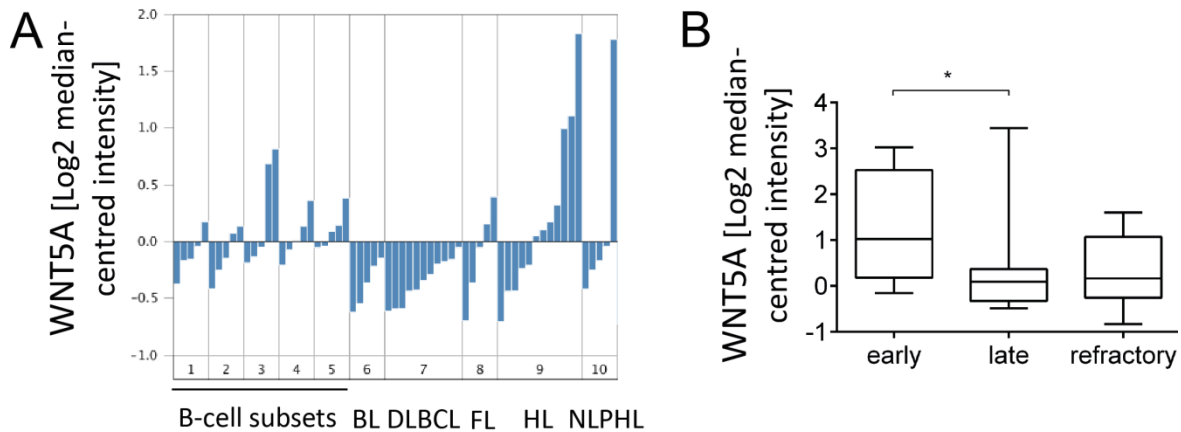 A
WNT5A [Log2 median-
centred intensity]
2.0
1.5
1.0
0.5
0.0
-0.5
-1.0
1 2 3 4 5 6 7 8 9 10
B-cell subsets BL DLBCL FL HL NLPHL
B
WNT5A [Log2 median-
centred intensity]
4
3
2
1
0
-1
*
early late refractory